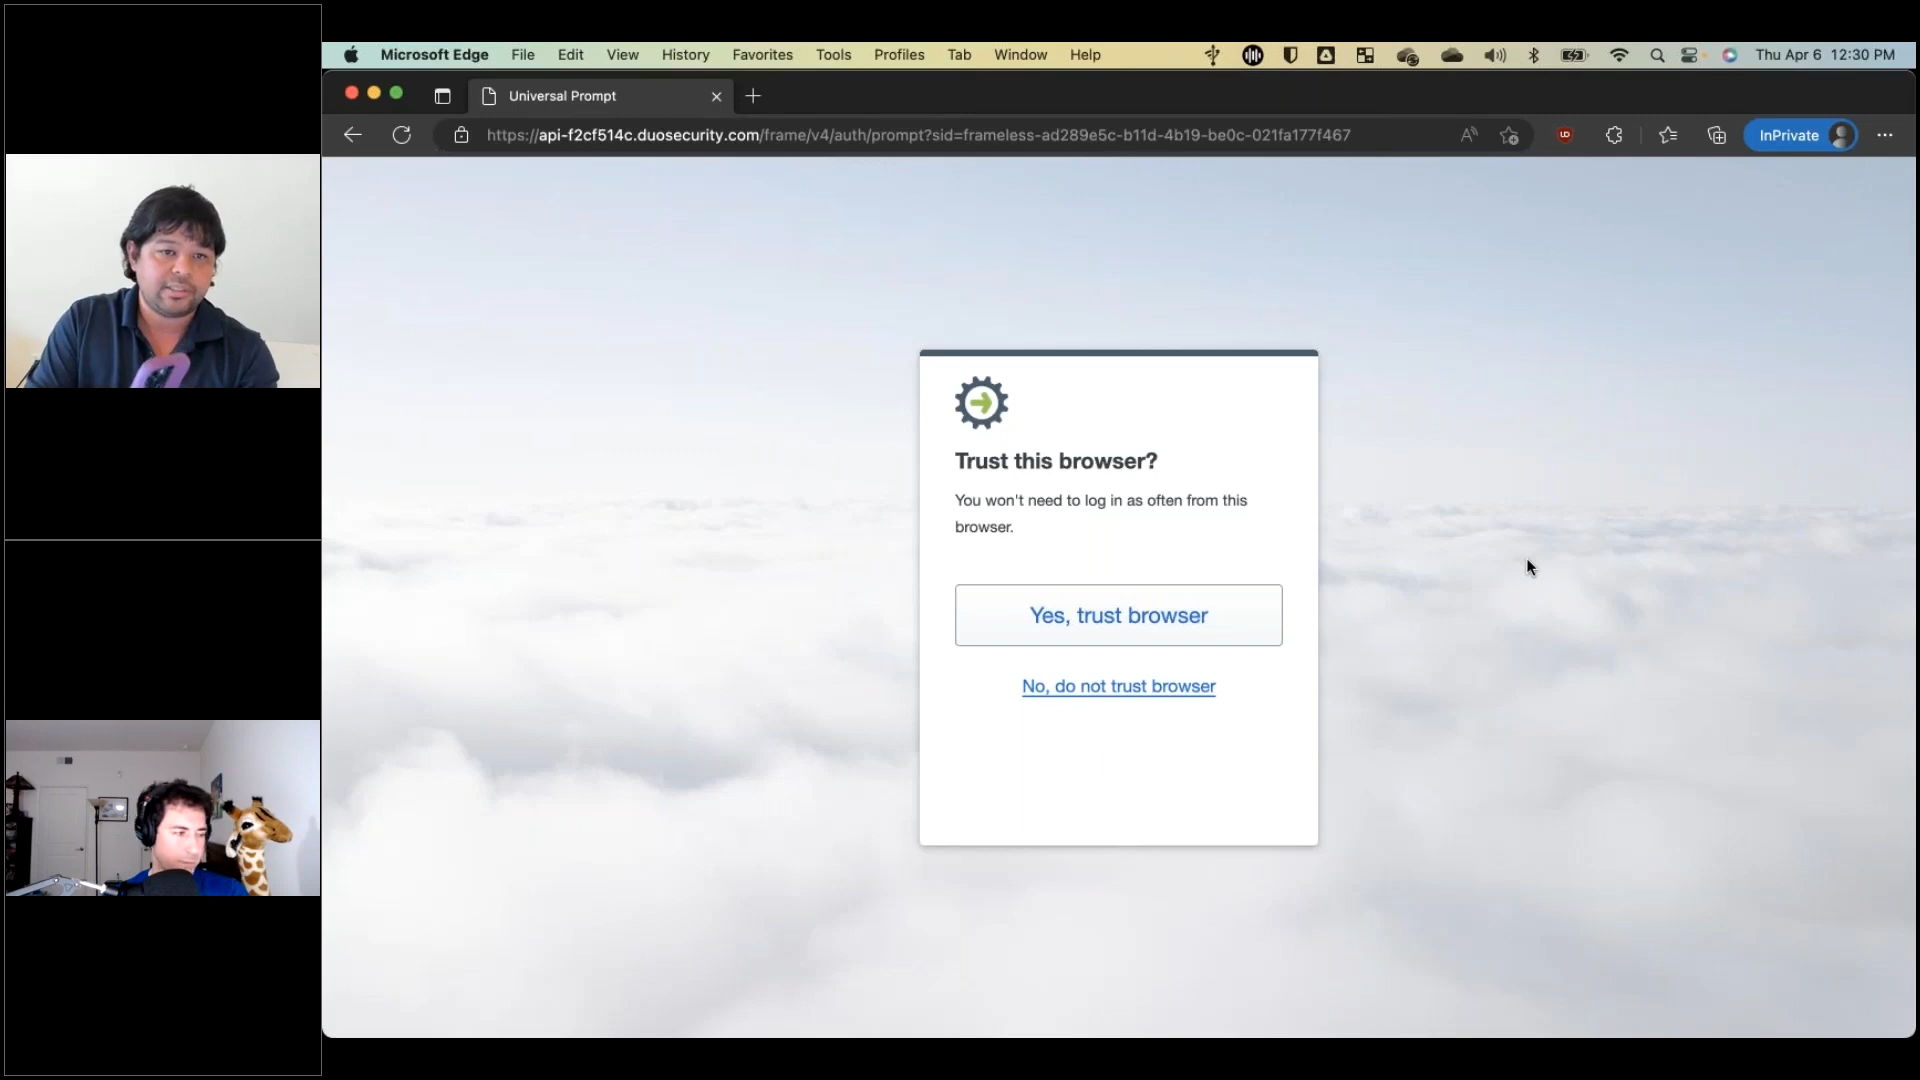 Microsoft Edge File Edit View History Favorites Tools Profiles Tab Window Help Thu Apr 6 12:30 PM
Universal Prompt
https://api-f2cf514c.duosecurity.com/frame/v4/auth/prompt?sid=frameless-ad289e5c-b11d-4b19-be0c-021fa177f467 InPrivate
Trust this browser?
You won't need to log in as often from this
browser.
Yes, trust browser
No, do not trust browser